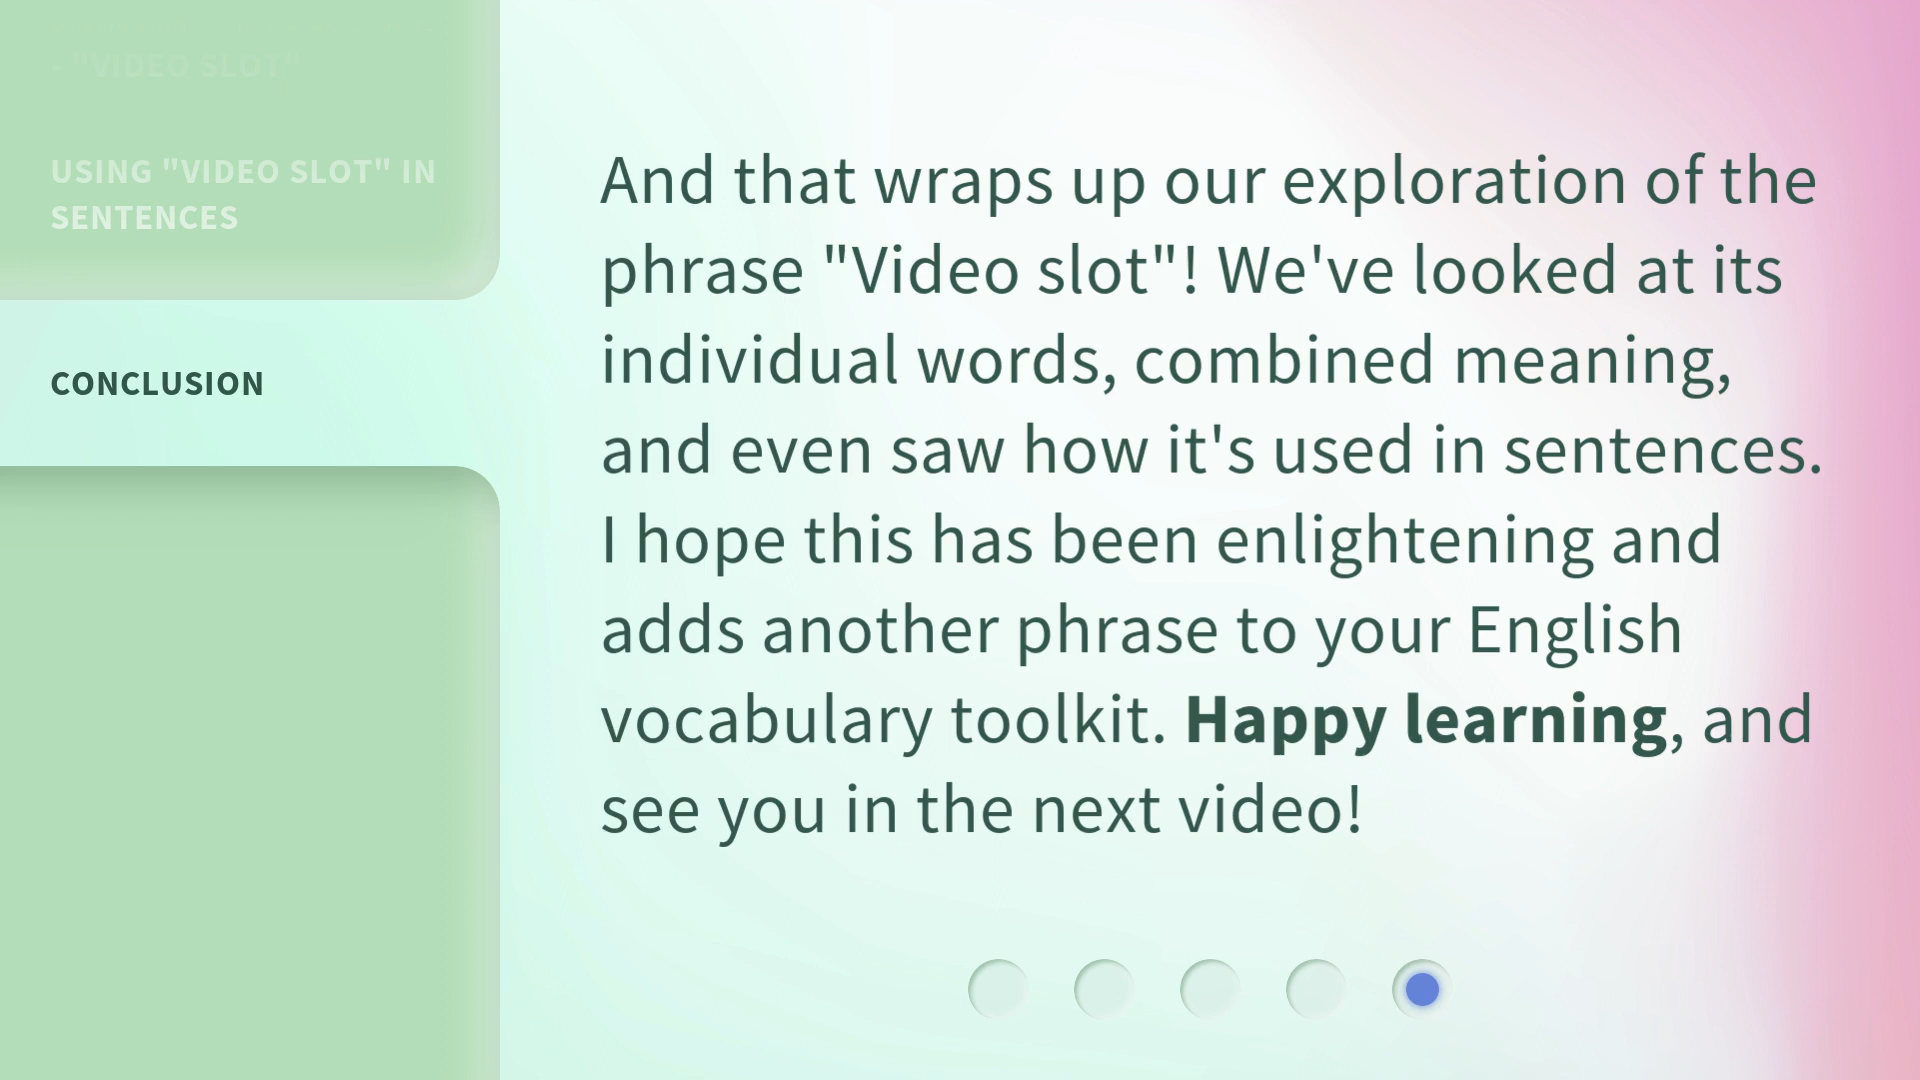 - "VIDEO SLOT"
USING "VIDEO SLOT" IN
SENTENCES
CONCLUSION
And that wraps up our exploration of the
phrase "Video slot"! We've looked at its
individual words, combined meaning,
and even saw how it's used in sentences.
I hope this has been enlightening and
adds another phrase to your English
vocabulary toolkit. Happy learning, and
see you in the next video!